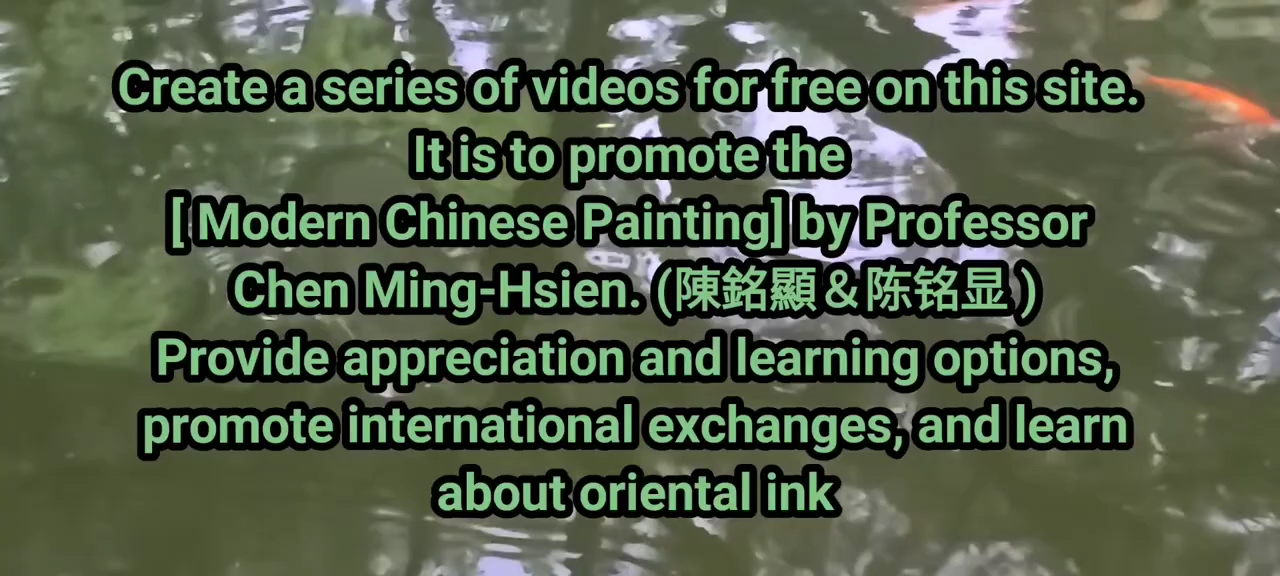 Create a series of videos for free on this site.
It is to promote the
[ Modern Chinese Painting] by Professor
Chen Ming-Hsien. (陳銘顯＆陈铭显 )
Provide appreciation and learning options,
promote international exchanges, and learn
about oriental ink